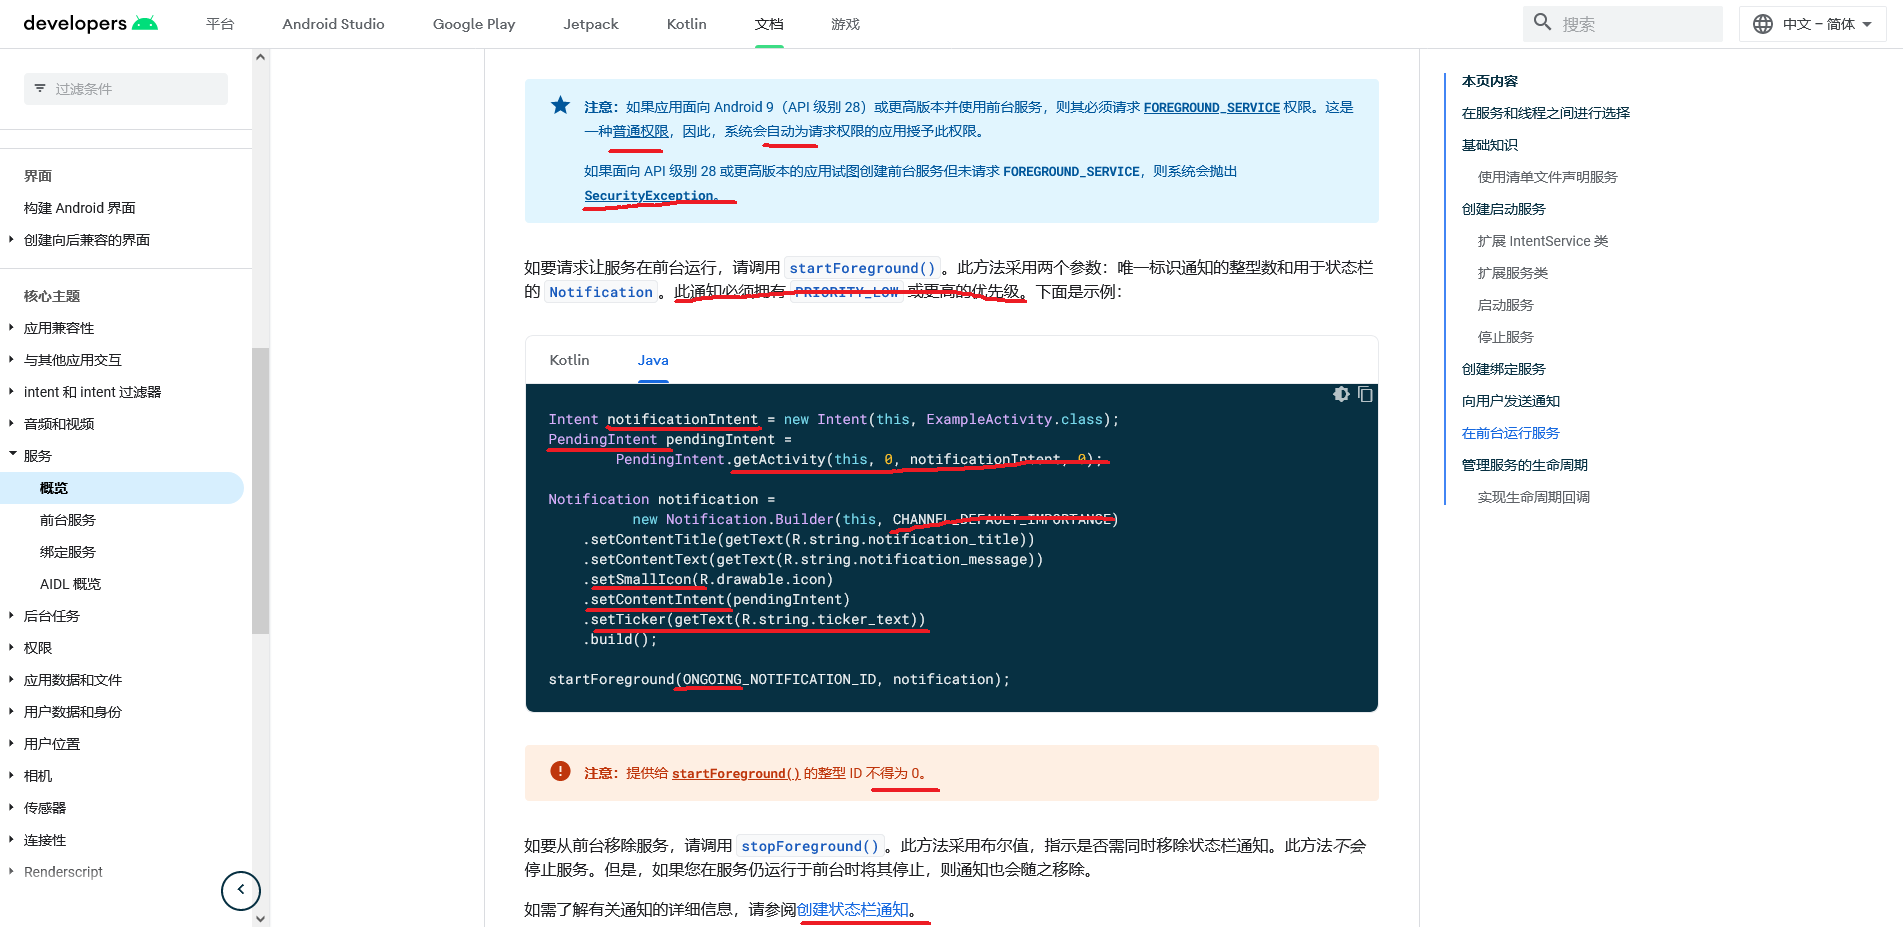 developers
平台
Android Studio
Google Play
Jetpack
Kotlin
文档
游戏
搜索
中文 – 简体
过滤条件
界面
构建 Android 界面
创建向后兼容的界面
核心主题
应用兼容性
与其他应用交互
intent 和 intent 过滤器
音频和视频
服务
概览
前台服务
绑定服务
AIDL 概览
后台任务
权限
应用数据和文件
用户数据和身份
用户位置
相机
传感器
连接性
Renderscript
注意：如果应用面向 Android 9（API 级别 28）或更高版本并使用前台服务，则其必须请求 FOREGROUND_SERVICE 权限。这是
一种普通权限，因此，系统会自动为请求权限的应用授予此权限。
如果面向 API 级别 28 或更高版本的应用试图创建前台服务但未请求 FOREGROUND_SERVICE，则系统会抛出
SecurityException。
如要请求让服务在前台运行，请调用 startForeground()。此方法采用两个参数：唯一标识通知的整型数和用于状态栏
的 Notification。此通知必须拥有 PRIORITY_LOW 或更高的优先级。下面是示例：
Kotlin
Java
Intent notificationIntent = new Intent(this, ExampleActivity.class);
PendingIntent pendingIntent =
        PendingIntent.getActivity(this, 0, notificationIntent, 0);
Notification notification =
          new Notification.Builder(this, CHANNEL_DEFAULT_IMPORTANCE)
    .setContentTitle(getText(R.string.notification_title))
    .setContentText(getText(R.string.notification_message))
    .setSmallIcon(R.drawable.icon)
    .setContentIntent(pendingIntent)
    .setTicker(getText(R.string.ticker_text))
    .build();
startForeground(ONGOING_NOTIFICATION_ID, notification);
注意：提供给 startForeground() 的整型 ID 不得为 0。
如要从前台移除服务，请调用 stopForeground()。此方法采用布尔值，指示是否需同时移除状态栏通知。此方法不会
停止服务。但是，如果您在服务仍运行于前台时将其停止，则通知也会随之移除。
如需了解有关通知的详细信息，请参阅创建状态栏通知。
本页内容
在服务和线程之间进行选择
基础知识
使用清单文件声明服务
创建启动服务
扩展 IntentService 类
扩展服务类
启动服务
停止服务
创建绑定服务
向用户发送通知
在前台运行服务
管理服务的生命周期
实现生命周期回调